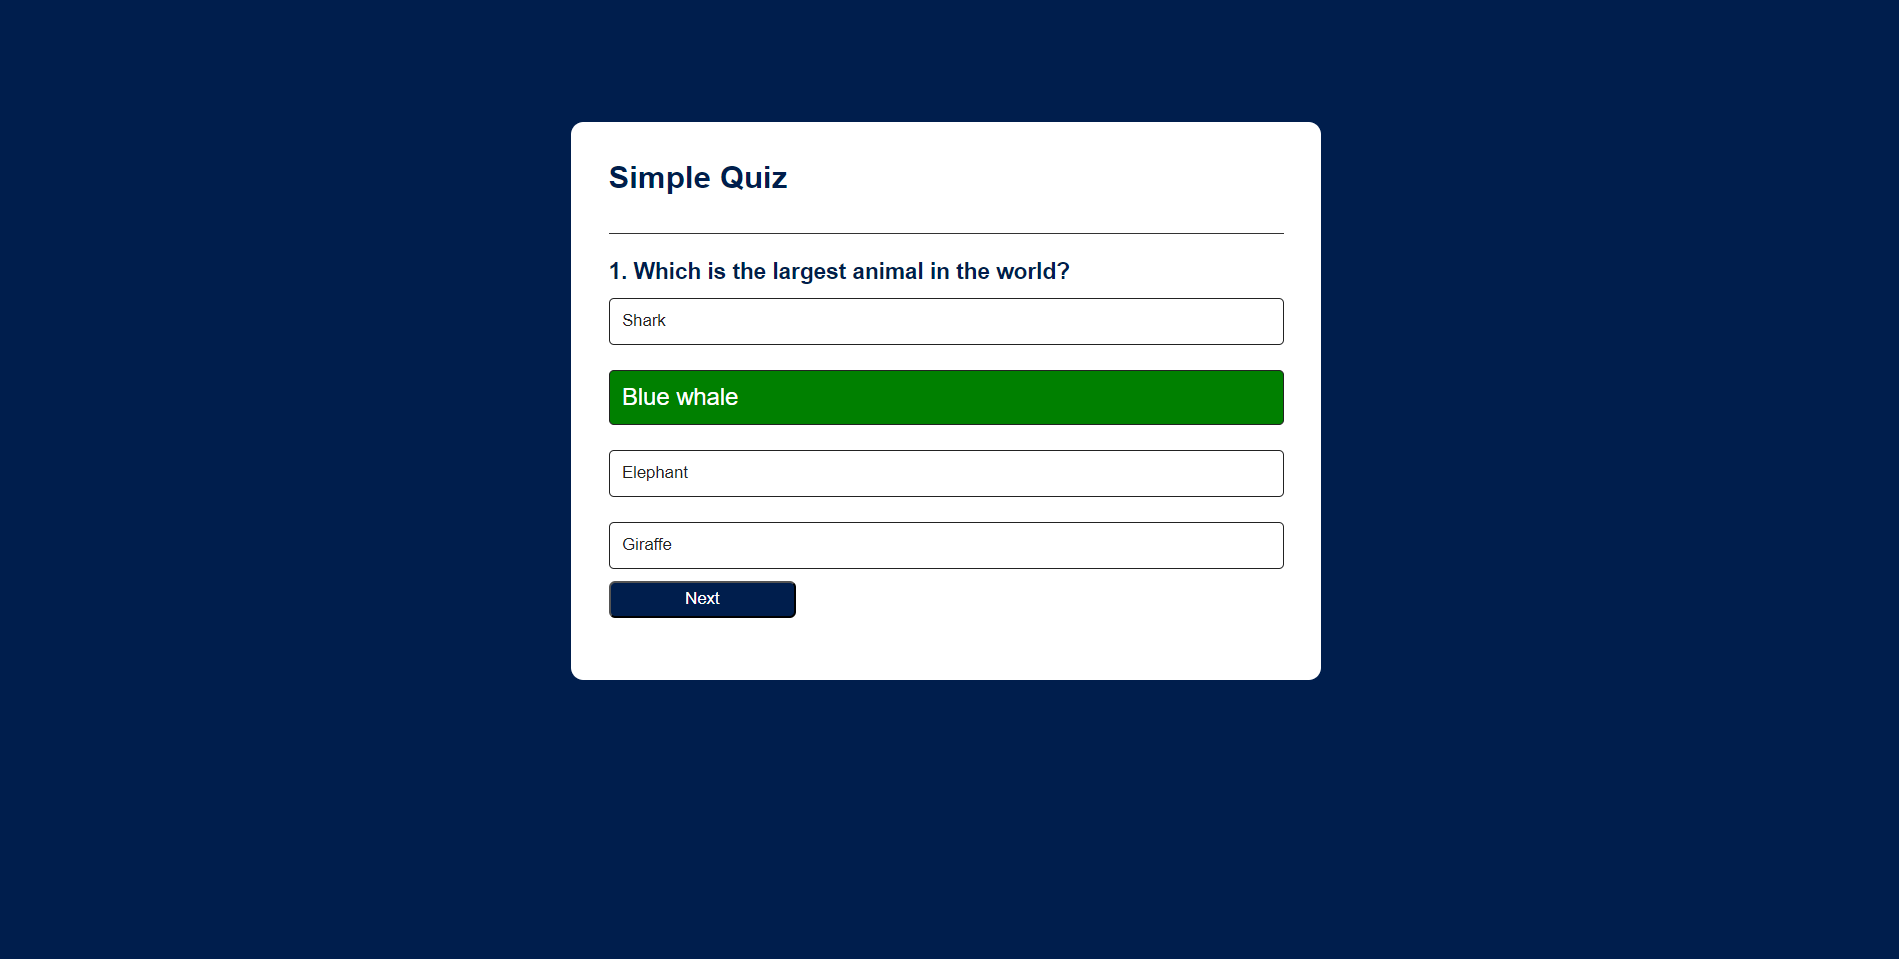 Simple Quiz
1. Which is the largest animal in the world?
Shark
Blue whale
Elephant
Giraffe
Next